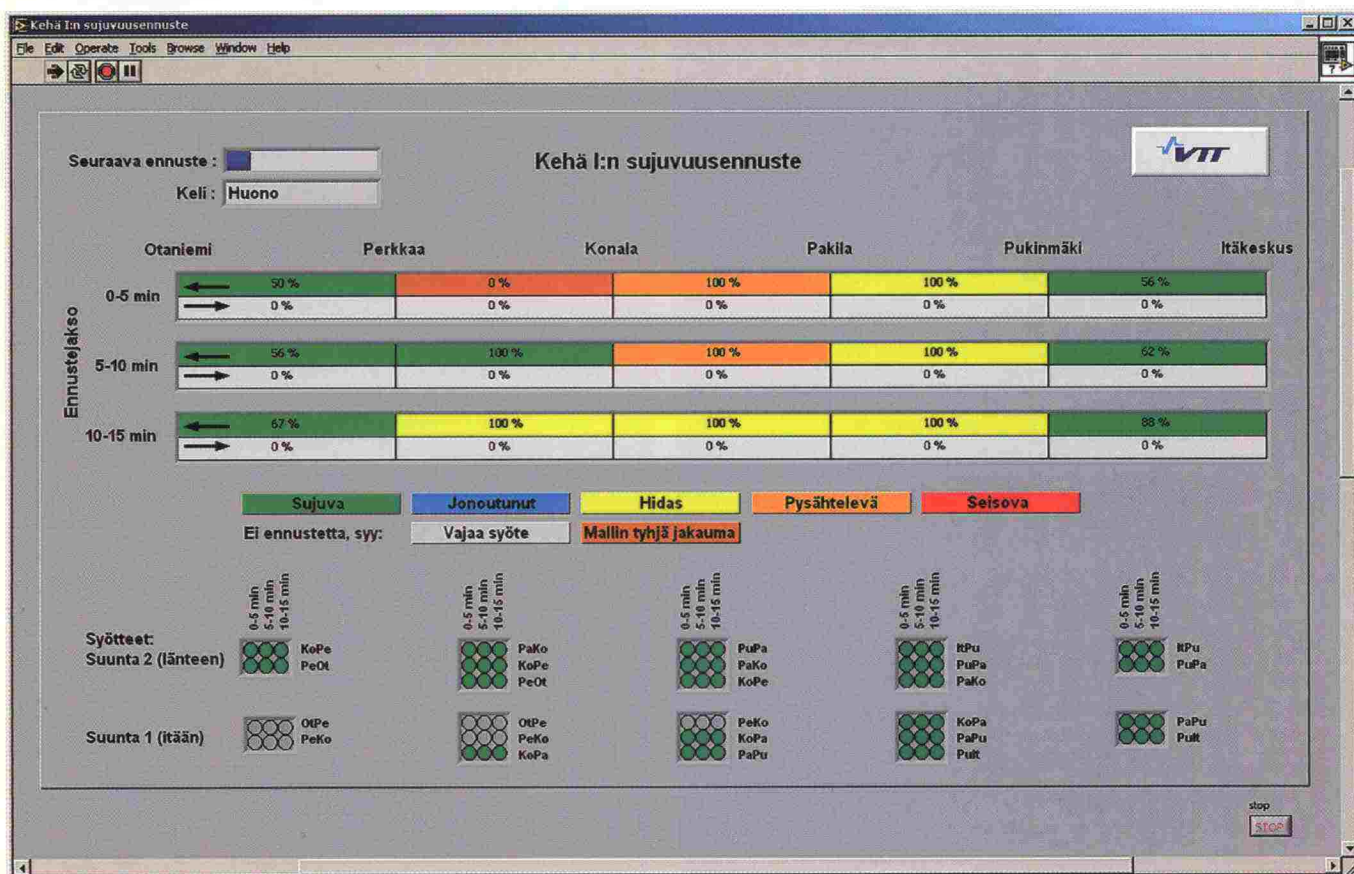 Kehä I:n sujuvuusennuste
File Edit Operate Tools Browse Window Help
Seuraava ennuste :
Kehä I:n sujuvuusennuste
VTT
Keli : Huono
Otaniemi Perkkaa Konala Pakila Pukinmäki Itäkeskus
Ennustejakso
0-5 min
50 % 0 % 100 % 100 % 56 %
0 % 0 % 0 % 0 % 0 %
5-10 min
56 % 100 % 100 % 100 % 62 %
0 % 0 % 0 % 0 % 0 %
10-15 min
67 % 100 % 100 % 100 % 88 %
0 % 0 % 0 % 0 % 0 %
Sujuva Jonoutunut Hidas Pysähtelevä Seisova
Ei ennustetta, syy: Vajaa syöte Mallin tyhjä jakauma
0-5 min 5-10 min 10-15 min 0-5 min 5-10 min 10-15 min 0-5 min 5-10 min 10-15 min 0-5 min 5-10 min 10-15 min 0-5 min 5-10 min 10-15 min
Syötteet:
Suunta 2 (länteen)
KoPe PaKo PuPa ItPu ItPu
PeOt KoPe PaKo PuPa PuPa
PeOt KoPe PaKo
Suunta 1 (itään)
OtPe OtPe PeKo KoPa PaPu
PeKo PeKo KoPa PaPu PuIt
KoPa PaPu PuIt
stop
STOP